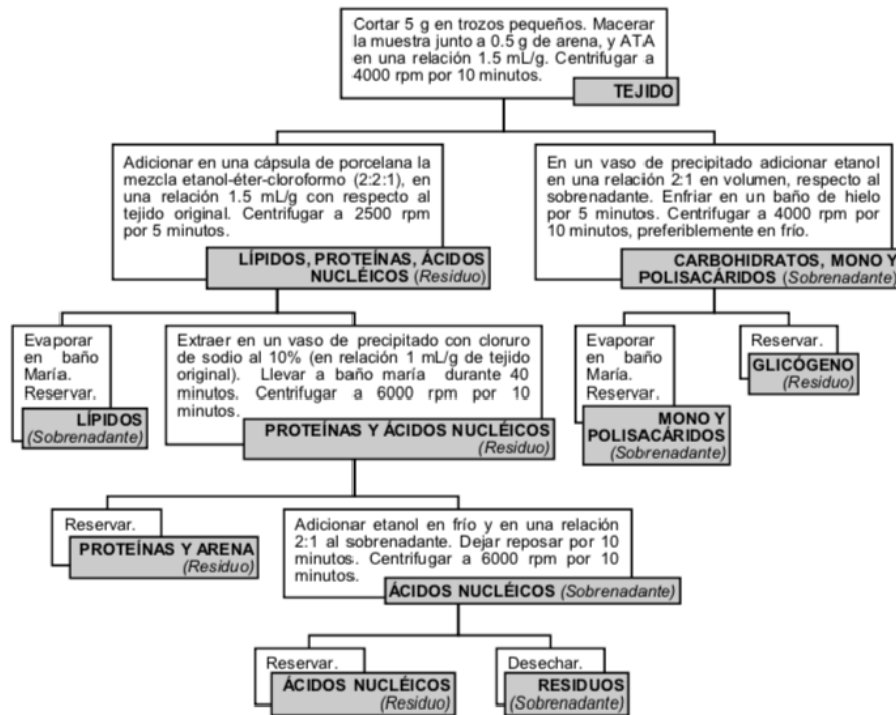 Cortar 5 g en trozos pequeños. Macerar
la muestra junto a 0.5 g de arena, y ATA
en una relación 1.5 mL/g. Centrifugar a
4000 rpm por 10 minutos.
TEJIDO
Adicionar en una cápsula de porcelana la
mezcla etanol-éter-cloroformo (2:2:1), en
una relación 1.5 mL/g con respecto al
tejido original. Centrifugar a 2500 rpm
por 5 minutos.
LÍPIDOS, PROTEÍNAS, ÁCIDOS
NUCLÉICOS (Residuo)
En un vaso de precipitado adicionar etanol
en una relación 2:1 en volumen, respecto al
sobrenadante. Enfriar en un baño de hielo
por 5 minutos. Centrifugar a 4000 rpm por
10 minutos, preferiblemente en frío.
CARBOHIDRATOS, MONO Y
POLISACÁRIDOS (Sobrenadante)
Evaporar
en baño
María.
Reservar.
LÍPIDOS
(Sobrenadante)
Extraer en un vaso de precipitado con cloruro
de sodio al 10% (en relación 1 mL/g de tejido
original). Llevar a baño maría durante 40
minutos. Centrifugar a 6000 rpm por 10
minutos.
PROTEÍNAS Y ÁCIDOS NUCLÉICOS
(Residuo)
Evaporar
en baño
María.
Reservar.
MONO Y
POLISACÁRIDOS
(Sobrenadante)
Reservar.
GLICÓGENO
(Residuo)
Reservar.
PROTEÍNAS Y ARENA
(Residuo)
Adicionar etanol en frío y en una relación
2:1 al sobrenadante. Dejar reposar por 10
minutos. Centrifugar a 6000 rpm por 10
minutos.
ÁCIDOS NUCLÉICOS (Sobrenadante)
Reservar.
ÁCIDOS NUCLÉICOS
(Residuo)
Desechar.
RESIDUOS
(Sobrenadante)